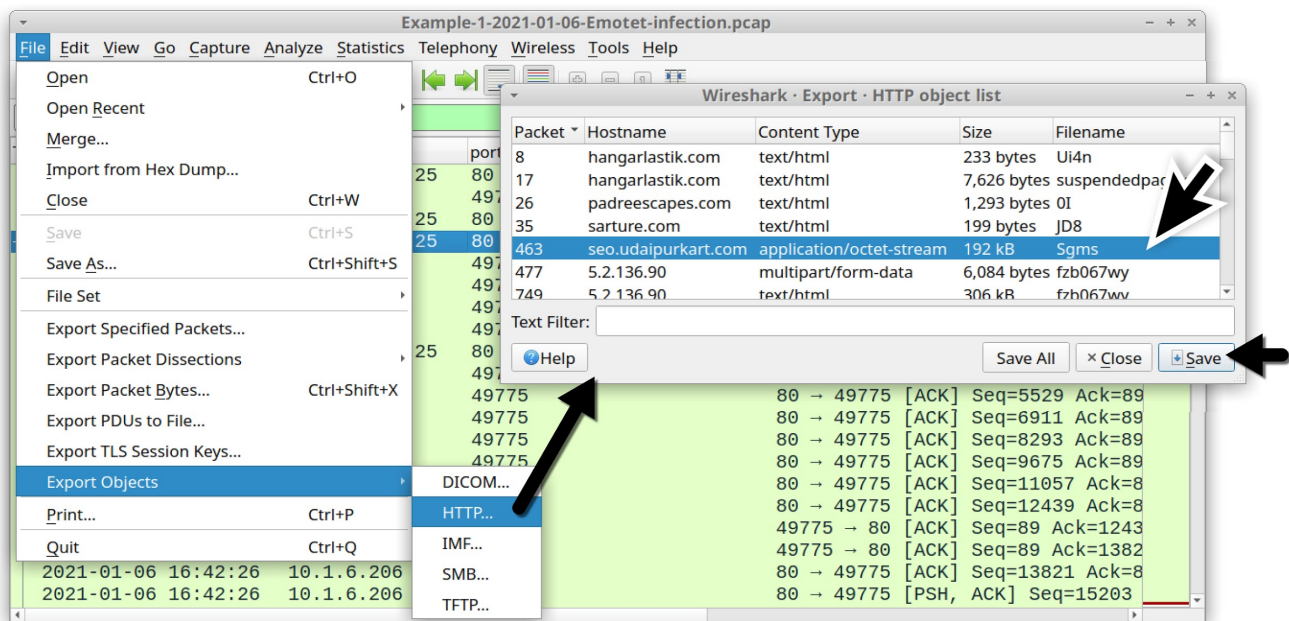 Example-1-2021-01-06-Emotet-infection.pcap
File Edit View Go Capture Analyze Statistics Telephony Wireless Tools Help
Open Ctrl+O
Open Recent
Merge...
Import from Hex Dump...
Close Ctrl+W
Save Ctrl+S
Save As... Ctrl+Shift+S
File Set
Export Specified Packets...
Export Packet Dissections
Export Packet Bytes... Ctrl+Shift+X
Export PDUs to File...
Export TLS Session Keys...
Export Objects
Print... Ctrl+P
Quit Ctrl+Q
DICOM...
HTTP...
IMF...
SMB...
TFTP...
Wireshark · Export · HTTP object list
Packet Hostname Content Type Size Filename
8 hangarlastik.com text/html 233 bytes Ui4n
17 hangarlastik.com text/html 7,626 bytes
26 padreescapes.com text/html 1,293 bytes 0I
35 sarture.com text/html 199 bytes JD8
463 seo.udaipurkart.com application/octet-stream 192 kB Sgms
477 5.2.136.90 multipart/form-data 6,084 bytes fzb067wy
749 5.2.136.90 text/html 306 kB fzb067wy
Text Filter:
Help Save All Close Save
port
25 80
497
25 80
25 80
497
497
497
497
25 80
497
49775 80 → 49775 [ACK] Seq=5529 Ack=89
49775 80 → 49775 [ACK] Seq=6911 Ack=89
49775 80 → 49775 [ACK] Seq=8293 Ack=89
49775 80 → 49775 [ACK] Seq=9675 Ack=89
80 → 49775 [ACK] Seq=11057 Ack=8
80 → 49775 [ACK] Seq=12439 Ack=8
49775 → 80 [ACK] Seq=89 Ack=1243
49775 → 80 [ACK] Seq=89 Ack=1382
2021-01-06 16:42:26 10.1.6.206 80 → 49775 [ACK] Seq=13821 Ack=8
2021-01-06 16:42:26 10.1.6.206 80 → 49775 [PSH, ACK] Seq=15203